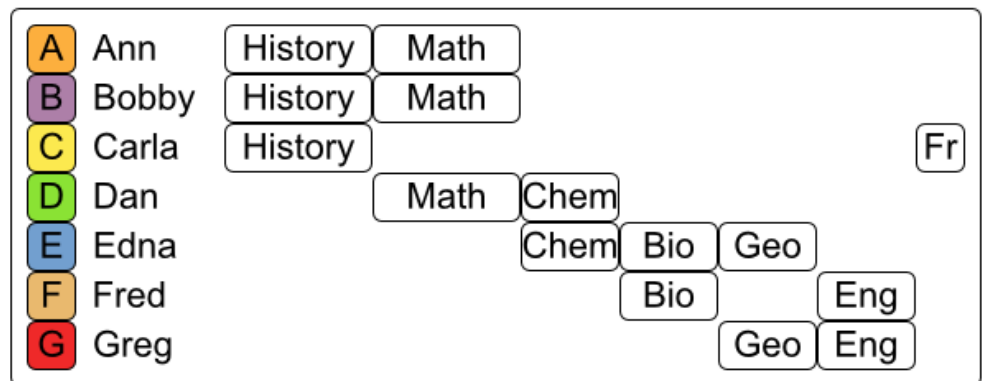 A Ann History Math
B Bobby History Math
C Carla History Fr
D Dan Math Chem
E Edna Chem Bio Geo
F Fred Bio Eng
G Greg Geo Eng